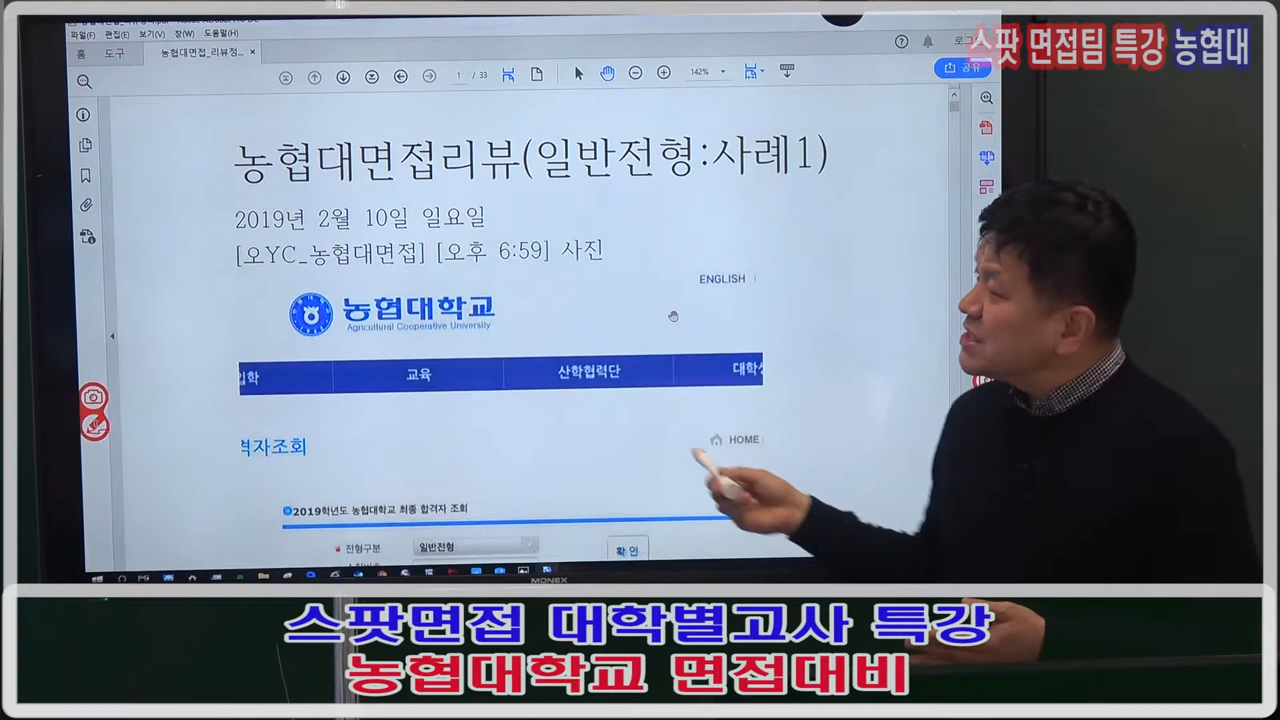 파일(F) 편집(E) 보기(V) 창(W) 도움말(H)
홈 도구 농협대면접_리뷰정... ×
스팟 면접팀 특강 농협대
1 / 33 142% 공유
농협대면접리뷰(일반전형:사례1)
2019년 2월 10일 일요일
[오YC_농협대면접] [오후 6:59] 사진
ENGLISH
농협대학교
Agricultural Cooperative University
입학 교육 산학협력단 대학생
격자조회
HOME
2019학년도 농협대학교 최종 합격자 조회
전형구분 일반전형 확 인
MONEX
스팟면접 대학별고사 특강
농협대학교 면접대비